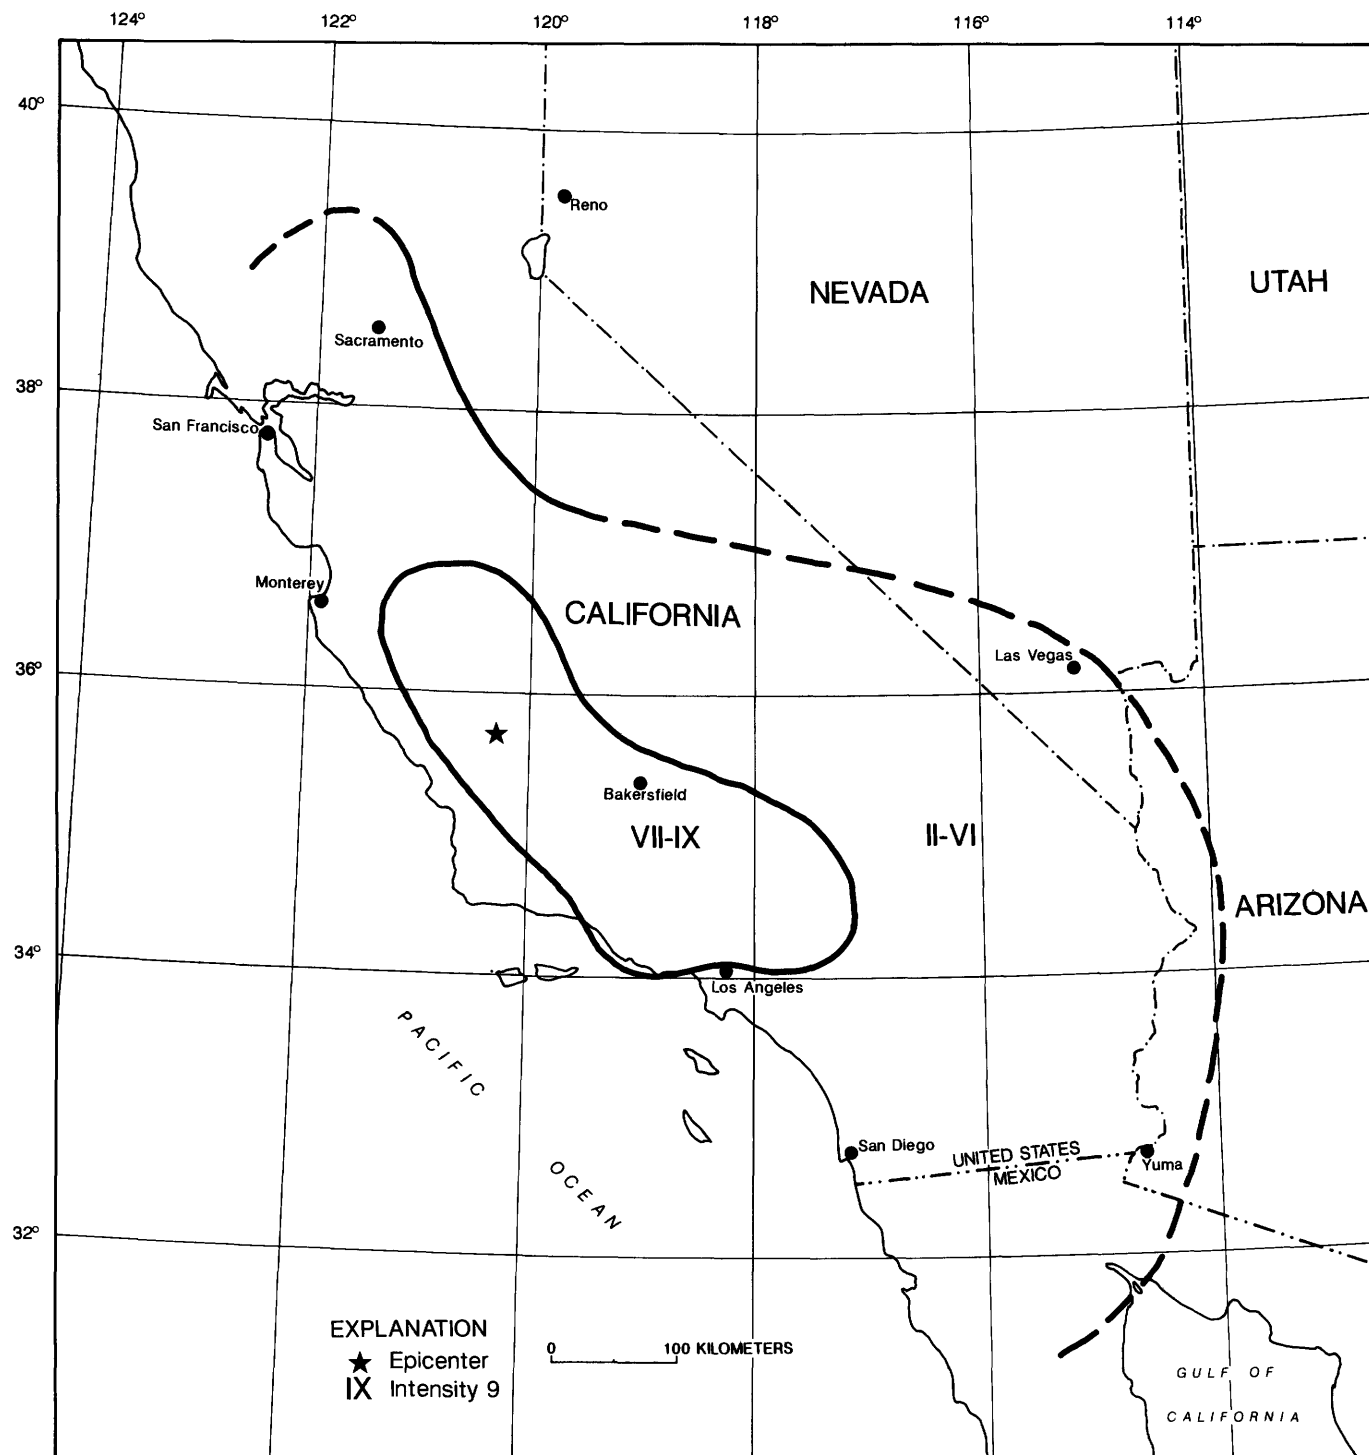 124° 122° 120° 118° 116° 114°
40°
Reno
NEVADA
UTAH
Sacramento
38°
San Francisco
Monterey
CALIFORNIA
Las Vegas
36°
Bakersfield
VII-IX
II-VI
ARIZONA
34°
Los Angeles
PACIFIC
OCEAN
San Diego
UNITED STATES
MEXICO
Yuma
32°
EXPLANATION
Epicenter
IX Intensity 9
0 100 KILOMETERS
GULF OF
CALIFORNIA